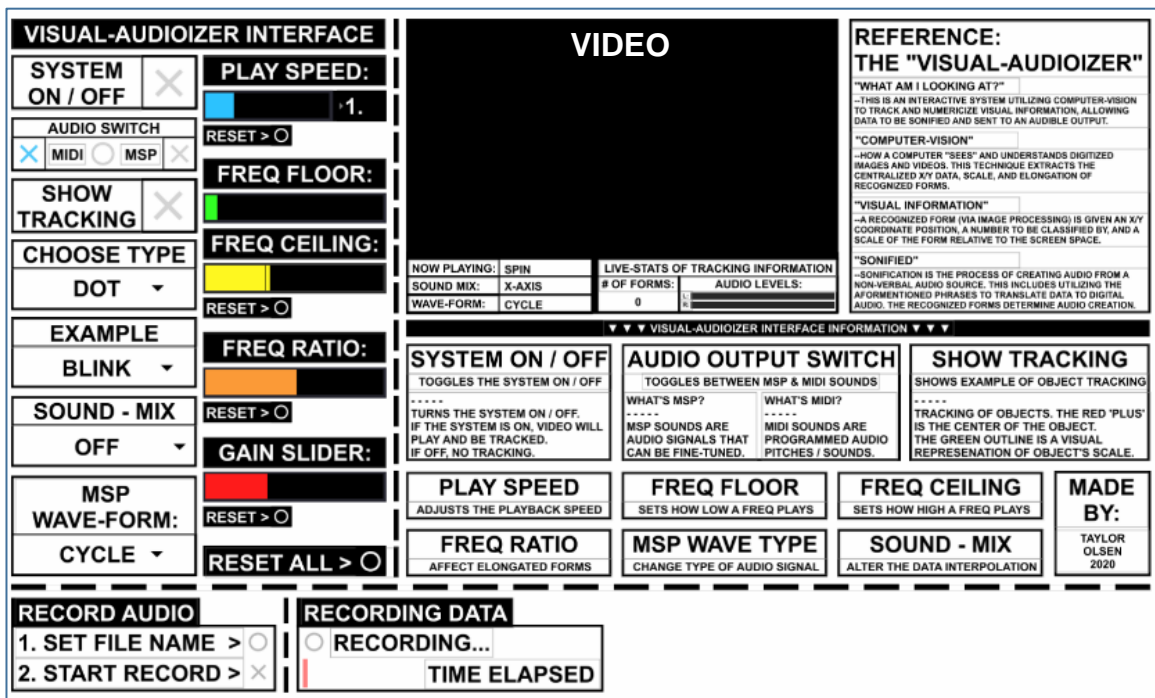 VISUAL-AUDIOIZER INTERFACE
SYSTEM
ON / OFF
AUDIO SWITCH
MIDI
MSP
SHOW
TRACKING
CHOOSE TYPE
DOT
EXAMPLE
BLINK
SOUND - MIX
OFF
MSP
WAVE-FORM:
CYCLE
PLAY SPEED:
1.
RESET >
FREQ FLOOR:
FREQ CEILING:
RESET >
FREQ RATIO:
RESET >
GAIN SLIDER:
RESET >
RESET ALL >
VIDEO
NOW PLAYING: SPIN
SOUND MIX: X-AXIS
WAVE-FORM: CYCLE
LIVE-STATS OF TRACKING INFORMATION
# OF FORMS: AUDIO LEVELS:
0
L:
R:
REFERENCE:
THE "VISUAL-AUDIOIZER"
"WHAT AM I LOOKING AT?"
--THIS IS AN INTERACTIVE SYSTEM UTILIZING COMPUTER-VISION
TO TRACK AND NUMERICIZE VISUAL INFORMATION, ALLOWING
DATA TO BE SONIFIED AND SENT TO AN AUDIBLE OUTPUT.
"COMPUTER-VISION"
--HOW A COMPUTER "SEES" AND UNDERSTANDS DIGITIZED
IMAGES AND VIDEOS. THIS TECHNIQUE EXTRACTS THE
CENTRALIZED X/Y DATA, SCALE, AND ELONGATION OF
RECOGNIZED FORMS.
"VISUAL INFORMATION"
--A RECOGNIZED FORM (VIA IMAGE PROCESSING) IS GIVEN AN X/Y
COORDINATE POSITION, A NUMBER TO BE CLASSIFIED BY, AND A
SCALE OF THE FORM RELATIVE TO THE SCREEN SPACE.
"SONIFIED"
--SONIFICATION IS THE PROCESS OF CREATING AUDIO FROM A
NON-VERBAL AUDIO SOURCE. THIS INCLUDES UTILIZING THE
AFORMENTIONED PHRASES TO TRANSLATE DATA TO DIGITAL
AUDIO. THE RECOGNIZED FORMS DETERMINE AUDIO CREATION.
▼ ▼ ▼ VISUAL-AUDIOIZER INTERFACE INFORMATION ▼ ▼ ▼
SYSTEM ON / OFF
TOGGLES THE SYSTEM ON / OFF
- - - - -
TURNS THE SYSTEM ON / OFF.
IF THE SYSTEM IS ON, VIDEO WILL
PLAY AND BE TRACKED.
IF OFF, NO TRACKING.
AUDIO OUTPUT SWITCH
TOGGLES BETWEEN MSP & MIDI SOUNDS
WHAT'S MSP?
- - - - -
MSP SOUNDS ARE
AUDIO SIGNALS THAT
CAN BE FINE-TUNED.
WHAT'S MIDI?
- - - - -
MIDI SOUNDS ARE
PROGRAMMED AUDIO
PITCHES / SOUNDS.
SHOW TRACKING
SHOWS EXAMPLE OF OBJECT TRACKING
- - - - -
TRACKING OF OBJECTS. THE RED 'PLUS'
IS THE CENTER OF THE OBJECT.
THE GREEN OUTLINE IS A VISUAL
REPRESENATION OF OBJECT'S SCALE.
PLAY SPEED
ADJUSTS THE PLAYBACK SPEED
FREQ FLOOR
SETS HOW LOW A FREQ PLAYS
FREQ CEILING
SETS HOW HIGH A FREQ PLAYS
FREQ RATIO
AFFECT ELONGATED FORMS
MSP WAVE TYPE
CHANGE TYPE OF AUDIO SIGNAL
SOUND - MIX
ALTER THE DATA INTERPOLATION
MADE
BY:
TAYLOR
OLSEN
2020
RECORD AUDIO
1. SET FILE NAME >
2. START RECORD >
RECORDING DATA
RECORDING...
TIME ELAPSED